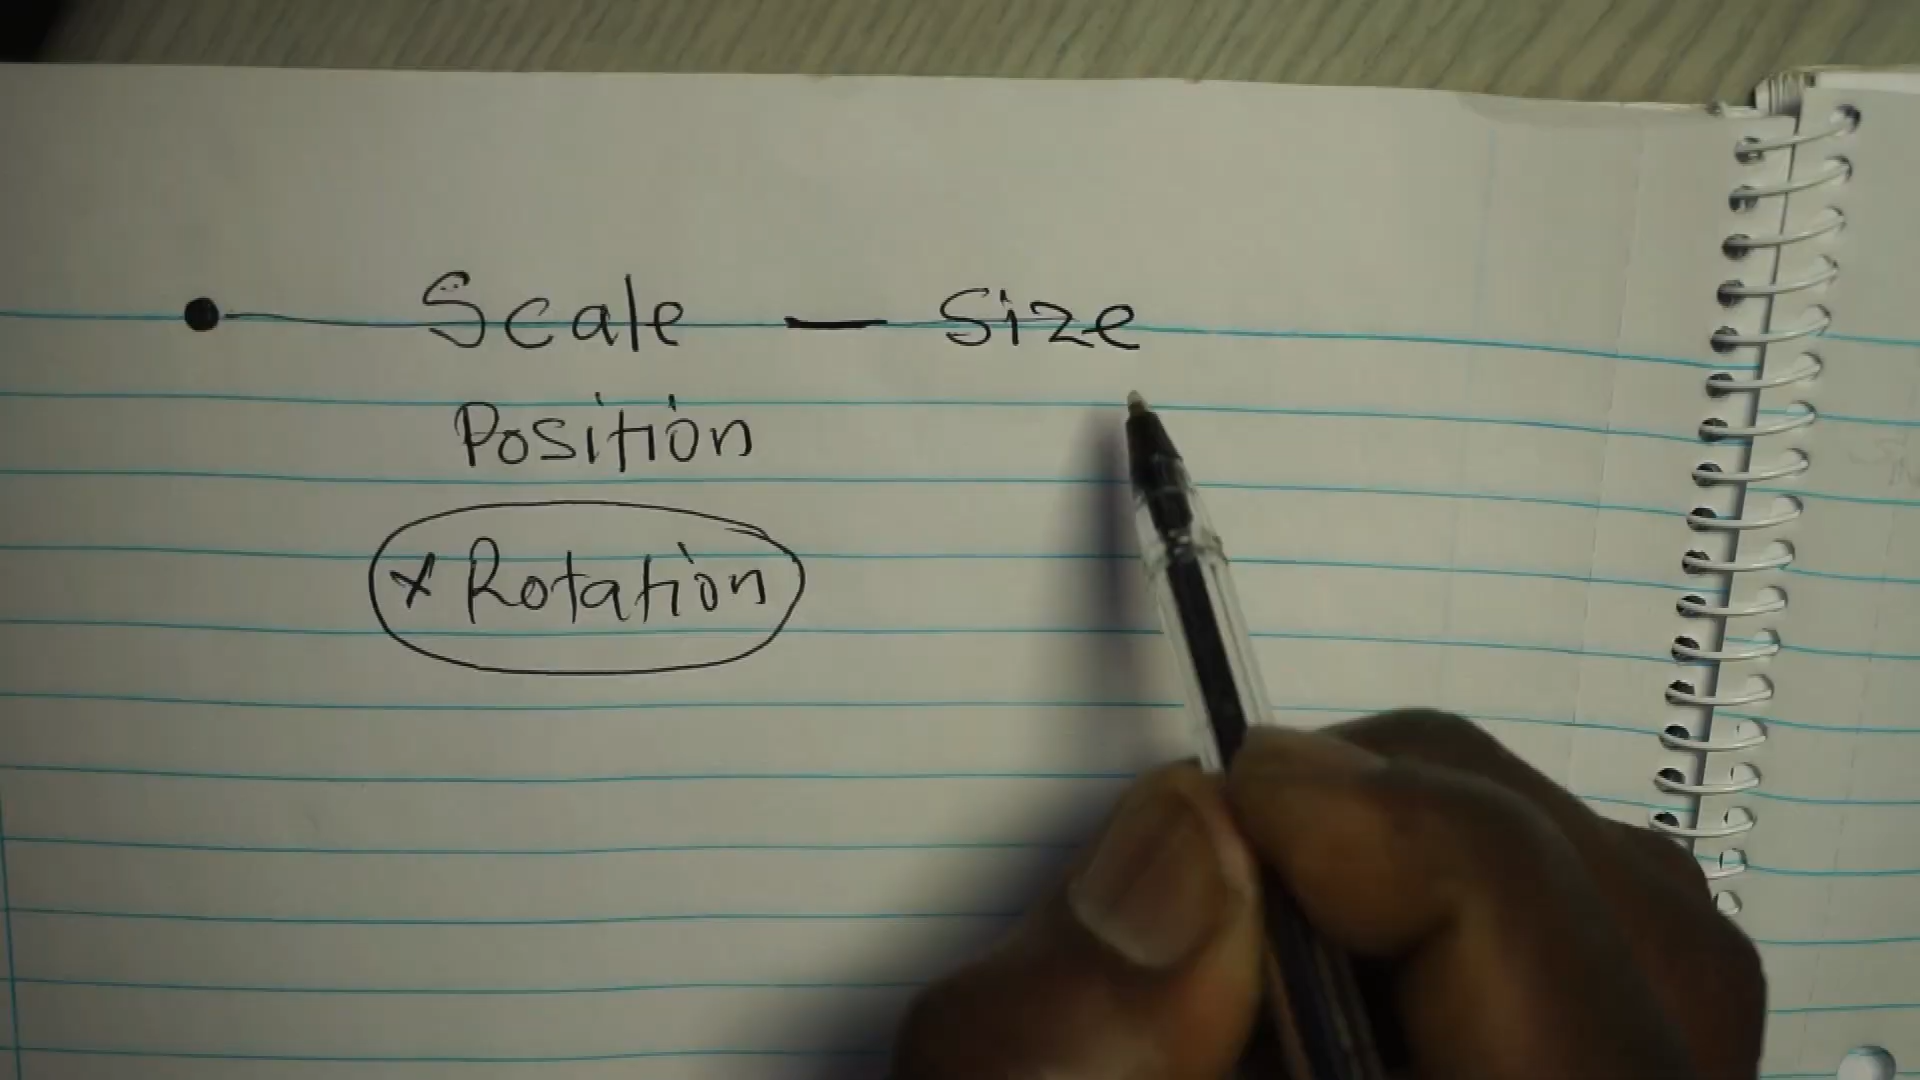 Scale — Size
Position
x Rotation